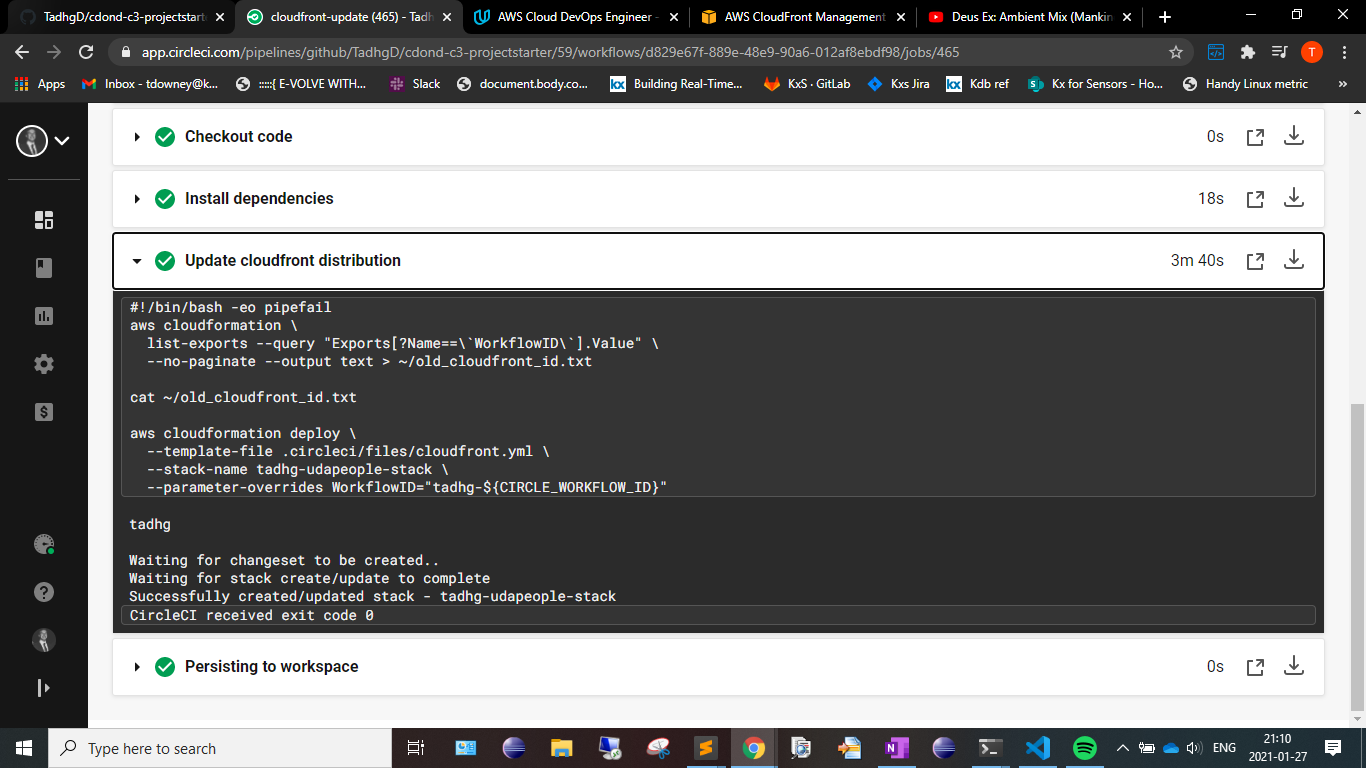 TadhgD/cdond-c3-projectstart
cloudfront-update (465) - Tadh
AWS Cloud DevOps Engineer -
AWS CloudFront Management
Deus Ex: Ambient Mix (Mankin
app.circleci.com/pipelines/github/TadhgD/cdond-c3-projectstarter/59/workflows/d829e67f-889e-48e9-90a6-012af8ebdf98/jobs/465
T
Apps
Inbox - tdowney@k...
:::::{ E-VOLVE WITH...
Slack
document.body.co...
kx
Building Real-Time...
KxS · GitLab
Kxs Jira
kx
Kdb ref
Kx for Sensors - Ho...
Handy Linux metric
»
Checkout code
0s
Install dependencies
18s
Update cloudfront distribution
3m 40s
#!/bin/bash -eo pipefail
aws cloudformation \
list-exports --query "Exports[?Name==\`WorkflowID\`].Value" \
--no-paginate --output text > ~/old_cloudfront_id.txt
cat ~/old_cloudfront_id.txt
aws cloudformation deploy \
--template-file .circleci/files/cloudfront.yml \
--stack-name tadhg-udapeople-stack \
--parameter-overrides WorkflowID="tadhg-${CIRCLE_WORKFLOW_ID}"
tadhg
Waiting for changeset to be created..
Waiting for stack create/update to complete
Successfully created/updated stack - tadhg-udapeople-stack
CircleCI received exit code 0
Persisting to workspace
0s
Type here to search
ENG
21:10
2021-01-27